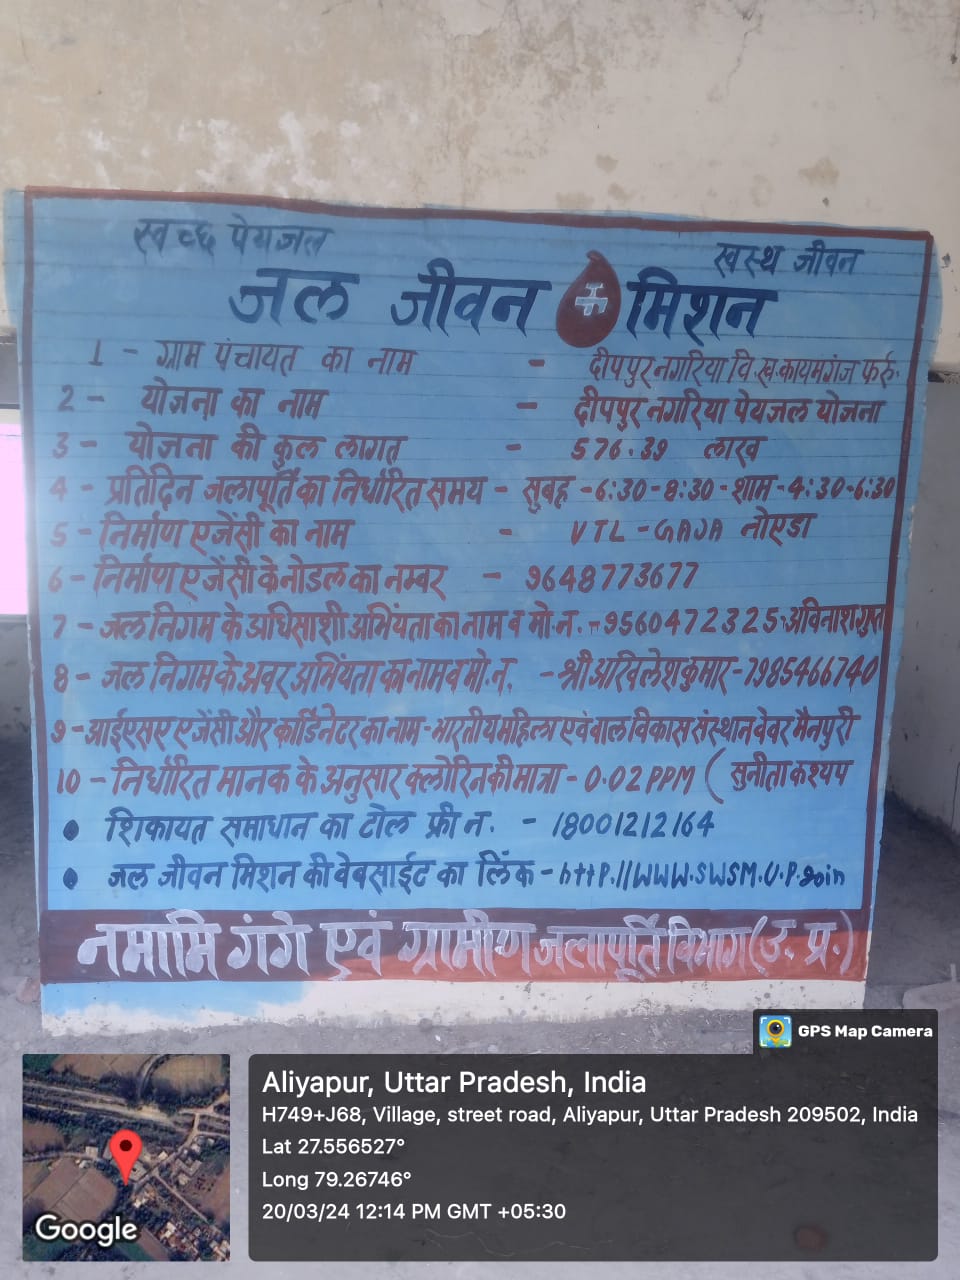 स्वच्छ पेयजल
स्वस्थ जीवन
जल जीवन मिशन
1 - ग्राम पंचायत का नाम - दीपपुर नगरिया वि.ख.कायमगंज फर्रु.
2 - योजना का नाम - दीपपुर नगरिया पेयजल योजना
3 - योजना की कुल लागत - 576.39 लाख
4 - प्रतिदिन जलापूर्ति का निर्धारित समय - सुबह -6:30-8:30-शाम-4:30-6:30
5 - निर्माण एजेंसी का नाम - VTL -GAJA नोएडा
6 - निर्माण एजेंसी के नोडल का नम्बर - 9648773677
7 - जल निगम के अधिसाशी अभियंता का नाम व मो.न. -9560472325-अविनाश गुप्ता
8 - जल निगम के अवर अभियंता का नाम व मो.न. - श्री अखिलेश कुमार-7985466740
9 -आईएसए एजेंसी और कार्डिनेटर का नाम-भारतीय महिला एवं बाल विकास संस्थान वेवर मैनपुरी
10 - निर्धारित मानक के अनुसार क्लोरिन की मात्रा - 0.02 PPM ( सुनीता कश्यप
• शिकायत समाधान का टोल फ्री न. - 18001212164
• जल जीवन मिशन की वेबसाईट का लिंक - http.//WWW.SWSM.U.P.goin
नमामि गंगे एवं ग्रामीण जलापूर्ति विभाग (उ. प्र.)
GPS Map Camera
Aliyapur, Uttar Pradesh, India
H749+J68, Village, street road, Aliyapur, Uttar Pradesh 209502, India
Lat 27.556527°
Long 79.26746°
20/03/24 12:14 PM GMT +05:30
Google